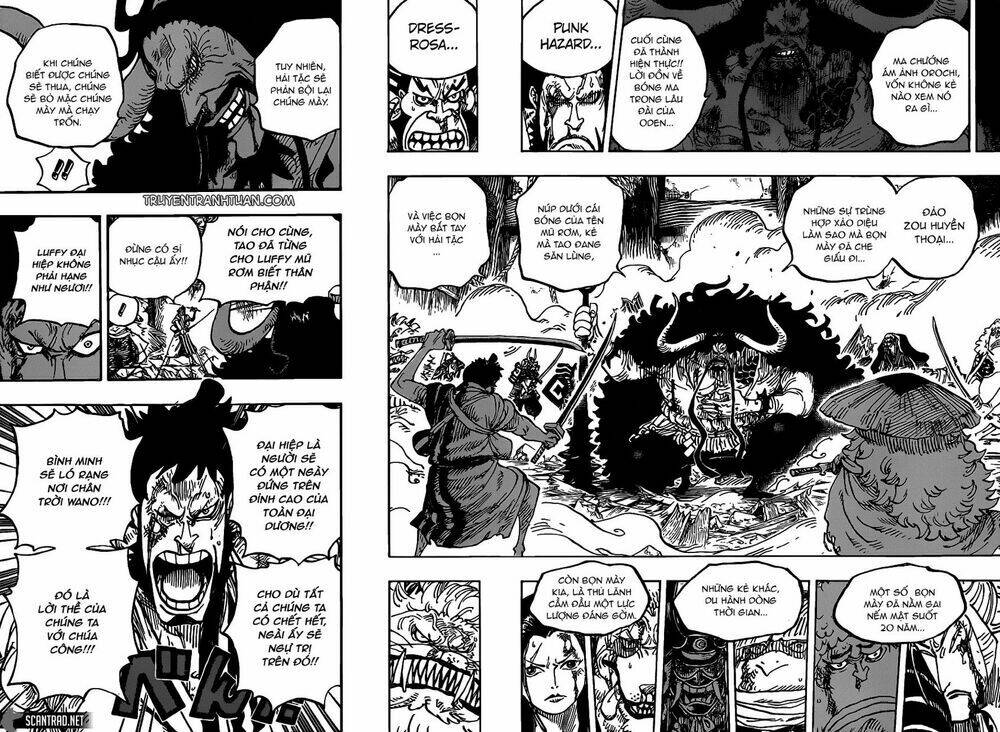 MA CHƯỚNG
ÁM ẢNH OROCHI,
VỐN KHÔNG KẺ
NÀO XEM NÓ
RA GÌ...
CUỐI CÙNG
ĐÃ THÀNH
HIỆN THỰC!!
LỜI ĐỒN VỀ
BÓNG MA
TRONG LÂU
ĐÀI CỦA
ODEN...
PUNK
HAZARD...
DRESS-
ROSA...
ĐẢO
ZOU HUYỀN
THOẠI...
NHỮNG SỰ TRÙNG
HỢP XẢO DIỆU
LÀM SAO MÀ BỌN
MÀY ĐÃ CHE
GIẤU ĐI...
NÚP DƯỚI CÁI
BÓNG CỦA TÊN
MŨ RƠM, KẺ
MÀ TAO ĐANG
SĂN LÙNG,
VÀ VIỆC BỌN
MÀY BẮT TAY
VỚI HẢI TẶC
...
MỘT SỐ BỌN
MÀY ĐÃ NẰM GAI
NẾM MẬT SUỐT
20 NĂM...
NHỮNG KẺ KHÁC,
DU HÀNH DÒNG
THỜI GIAN...
CÒN BỌN MÀY
KIA, LÀ THỦ LÃNH
CẦM ĐẦU MỘT LỰC
LƯỢNG ĐÁNG GỜM.
TUY NHIÊN,
HẢI TẶC SẼ
PHẢN BỘI LẠI
CHÚNG MÀY.
KHI CHÚNG
BIẾT ĐƯỢC CHÚNG
SẼ THUA, CHÚNG
SẼ BỎ MẶC CHÚNG
MÀY MÀ CHẠY
TRỐN.
!!
TRUYENTRANHTUAN.COM
NÓI CHO CÙNG,
TAO ĐÃ TỪNG
CHO LUFFY MŨ
RƠM BIẾT THÂN
PHẬN!!
ĐỪNG CÓ SỈ
NHỤC CẬU ẤY!!
!
LUFFY ĐẠI
HIỆP KHÔNG
PHẢI HẠNG
NHƯ NGƯƠI!!
ĐẠI HIỆP LÀ
NGƯỜI SẼ
CÓ MỘT NGÀY
ĐỨNG TRÊN
ĐỈNH CAO CỦA
TOÀN ĐẠI
DƯƠNG!!
BÌNH MINH
SẼ LÓ RẠNG
NƠI CHÂN
TRỜI WANO!!!
CHO DÙ TẤT
CẢ CHÚNG TA
CÓ CHẾT HẾT,
NGÀI ẤY SẼ
NGỰ TRỊ
TRÊN ĐÓ!!
ĐÓ LÀ
LỜI THỀ CỦA
CHÚNG TA
VỚI CHÚA
CÔNG!!!
SCANTRAD.NET